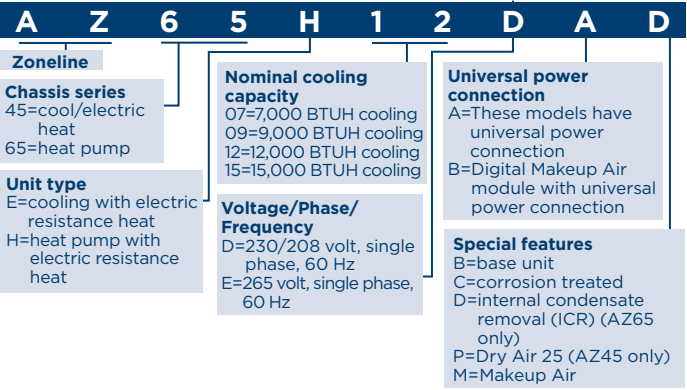 A Z 6 5 H 1 2 D A D
Zoneline
Chassis series
45=cool/electric
heat
65=heat pump
Unit type
E=cooling with electric
resistance heat
H=heat pump with
electric resistance
heat
Nominal cooling
capacity
07=7,000 BTUH cooling
09=9,000 BTUH cooling
12=12,000 BTUH cooling
15=15,000 BTUH cooling
Voltage/Phase/
Frequency
D=230/208 volt, single
phase, 60 Hz
E=265 volt, single phase,
60 Hz
Universal power
connection
A=These models have
universal power
connection
B=Digital Makeup Air
module with universal
power connection
Special features
B=base unit
C=corrosion treated
D=internal condensate
removal (ICR) (AZ65
only)
P=Dry Air 25 (AZ45 only)
M=Makeup Air